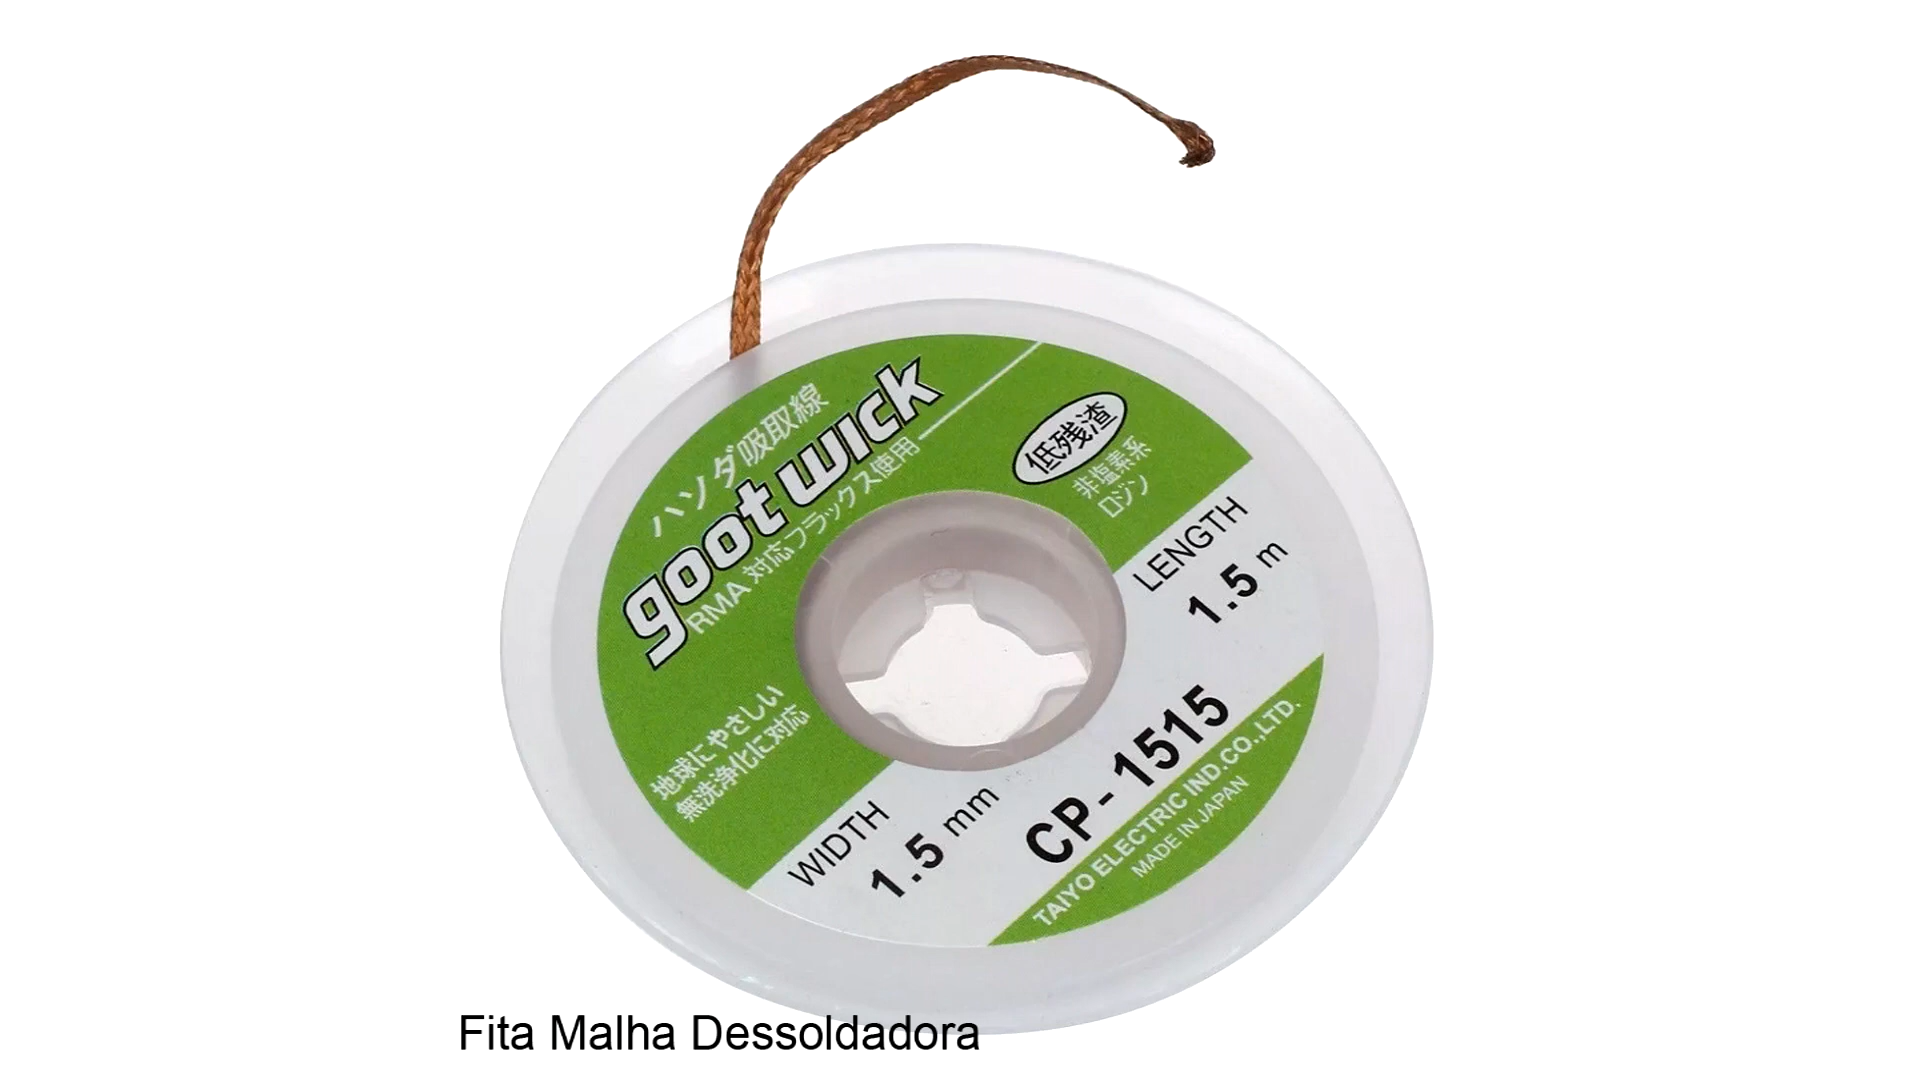 ハンダ吸取線
goot wick
RMA 対応フラックス使用
低残渣
非塩素系
ロジン
地球にやさしい
無洗浄化に対応
LENGTH
1.5 m
WIDTH
1.5 mm
CP-1515
TAIYO ELECTRIC IND.CO.,LTD.
MADE IN JAPAN
Fita Malha Dessoldadora